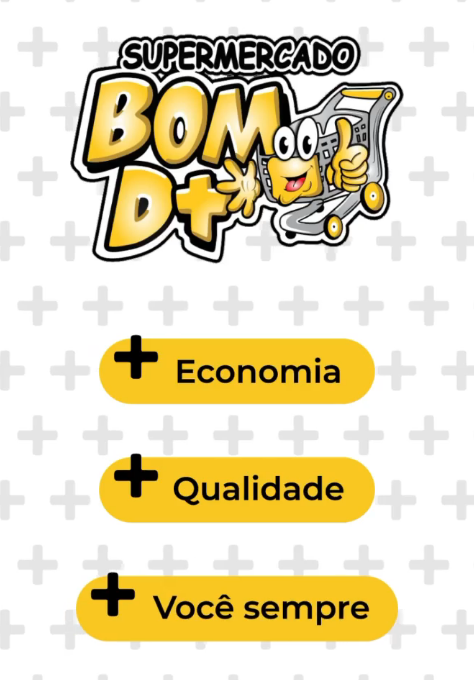 SUPERMERCADO
BOM
D+
+ Economia
+ Qualidade
+ Você sempre